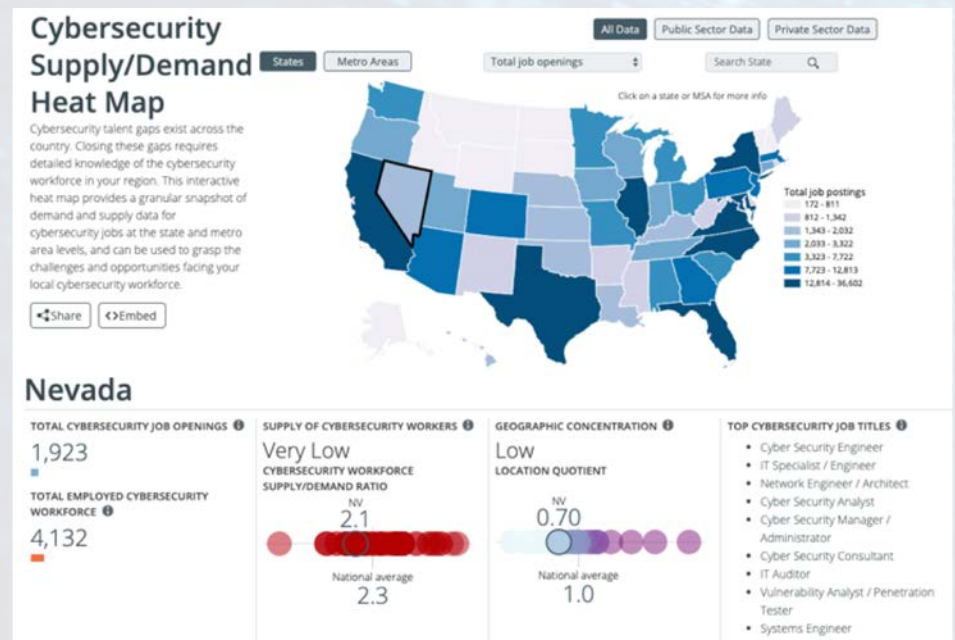 Cybersecurity
Supply/Demand
Heat Map
Cybersecurity talent gaps exist across the
country. Closing these gaps requires
detailed knowledge of the cybersecurity
workforce in your region. This interactive
heat map provides a granular snapshot of
demand and supply data for
cybersecurity jobs at the state and metro
area levels, and can be used to grasp the
challenges and opportunities facing your
local cybersecurity workforce.
Share
<>Embed
All Data
Public Sector Data
Private Sector Data
States
Metro Areas
Total job openings
Search State
Click on a state or MSA for more info
Total job postings
172 - 811
812 - 1,342
1,343 - 2,032
2,033 - 3,322
3,323 - 7,722
7,723 - 12,813
12,814 - 36,602
Nevada
TOTAL CYBERSECURITY JOB OPENINGS
1,923
TOTAL EMPLOYED CYBERSECURITY
WORKFORCE
4,132
SUPPLY OF CYBERSECURITY WORKERS
Very Low
CYBERSECURITY WORKFORCE
SUPPLY/DEMAND RATIO
NV
2.1
National average
2.3
GEOGRAPHIC CONCENTRATION
Low
LOCATION QUOTIENT
NV
0.70
National average
1.0
TOP CYBERSECURITY JOB TITLES
• Cyber Security Engineer
• IT Specialist / Engineer
• Network Engineer / Architect
• Cyber Security Analyst
• Cyber Security Manager /
Administrator
• Cyber Security Consultant
• IT Auditor
• Vulnerability Analyst / Penetration
Tester
• Systems Engineer